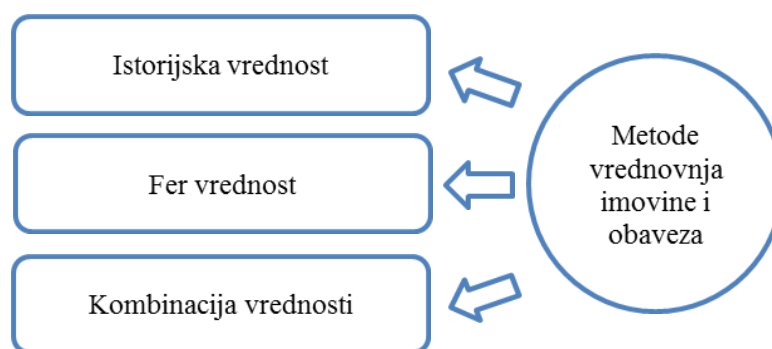 Istorijska vrednost
Fer vrednost
Kombinacija vrednosti
Metode
vrednovnja
imovine i
obaveza